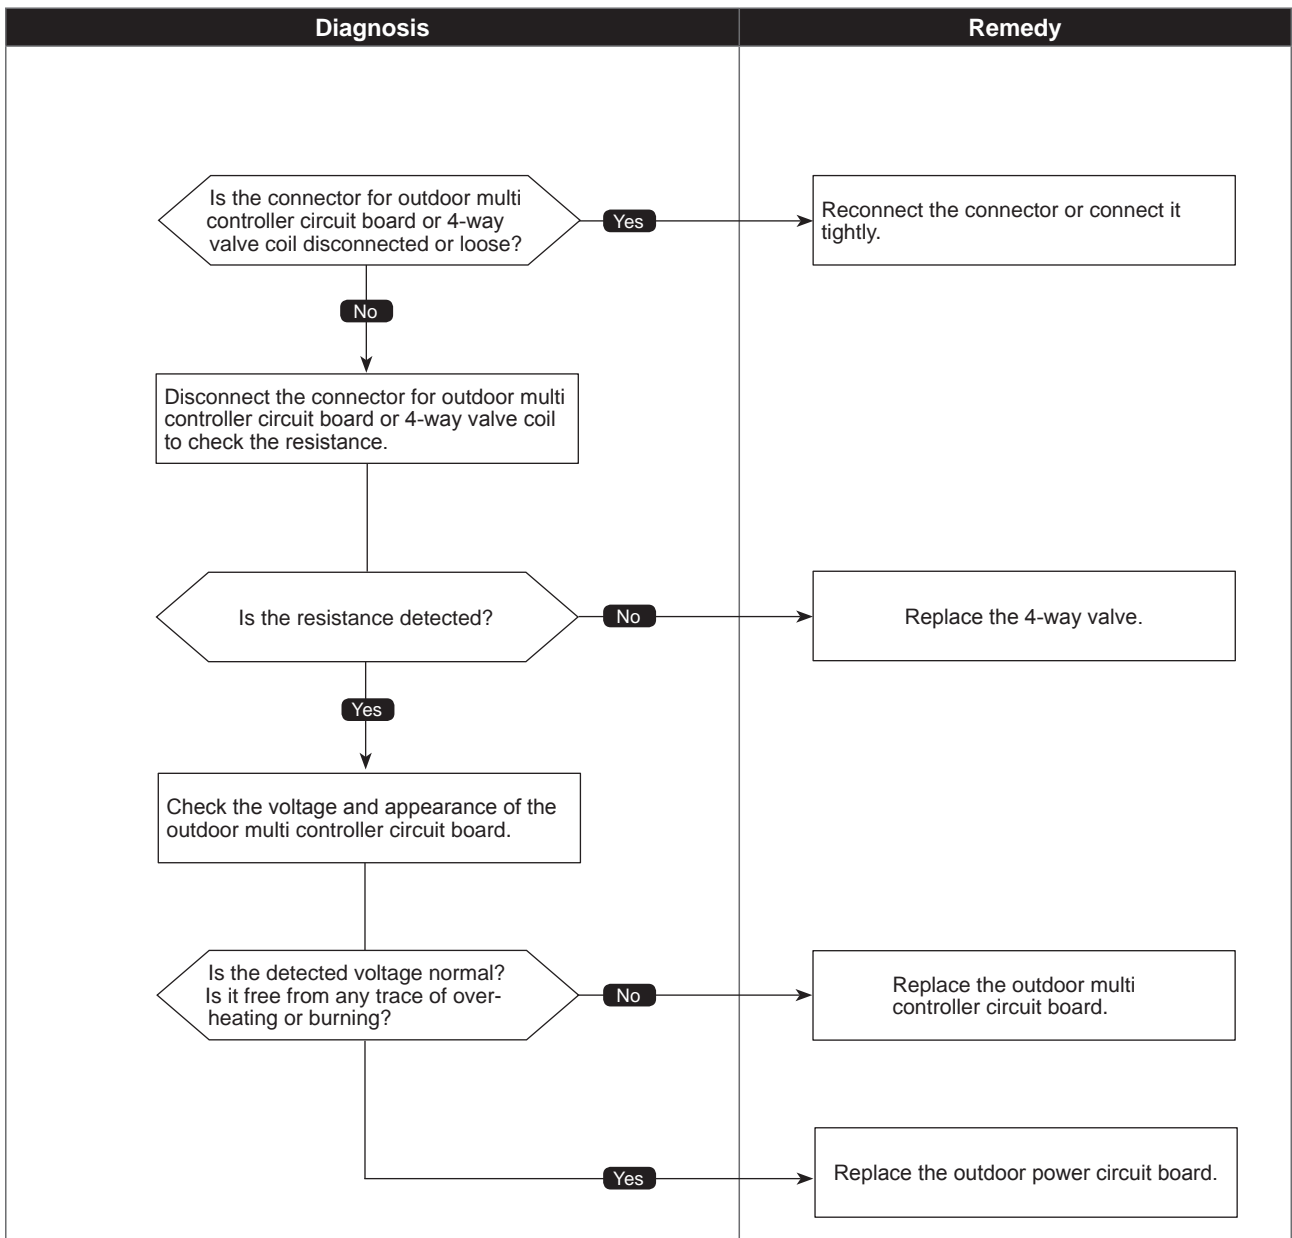 Diagnosis
Remedy
Is the connector for outdoor multi
controller circuit board or 4-way
valve coil disconnected or loose?
Yes
Reconnect the connector or connect it
tightly.
No
Disconnect the connector for outdoor multi
controller circuit board or 4-way valve coil
to check the resistance.
Is the resistance detected?
No
Replace the 4-way valve.
Yes
Check the voltage and appearance of the
outdoor multi controller circuit board.
Is the detected voltage normal?
Is it free from any trace of over-
heating or burning?
No
Replace the outdoor multi
controller circuit board.
Yes
Replace the outdoor power circuit board.